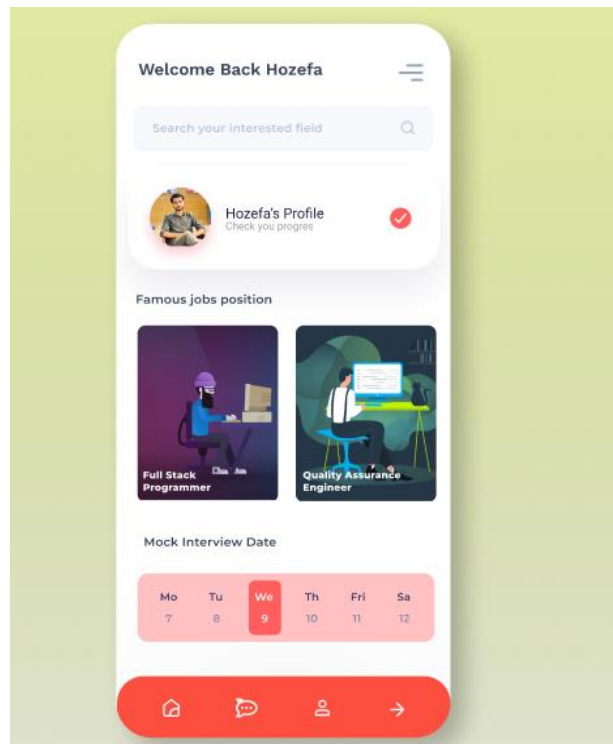 Welcome Back Hozefa
Search your interested field
Hozefa's Profile
Check you progres
Famous jobs position
Full Stack
Programmer
Quality Assurance
Engineer
Mock Interview Date
Mo Tu We Th Fri Sa
7 8 9 10 11 12